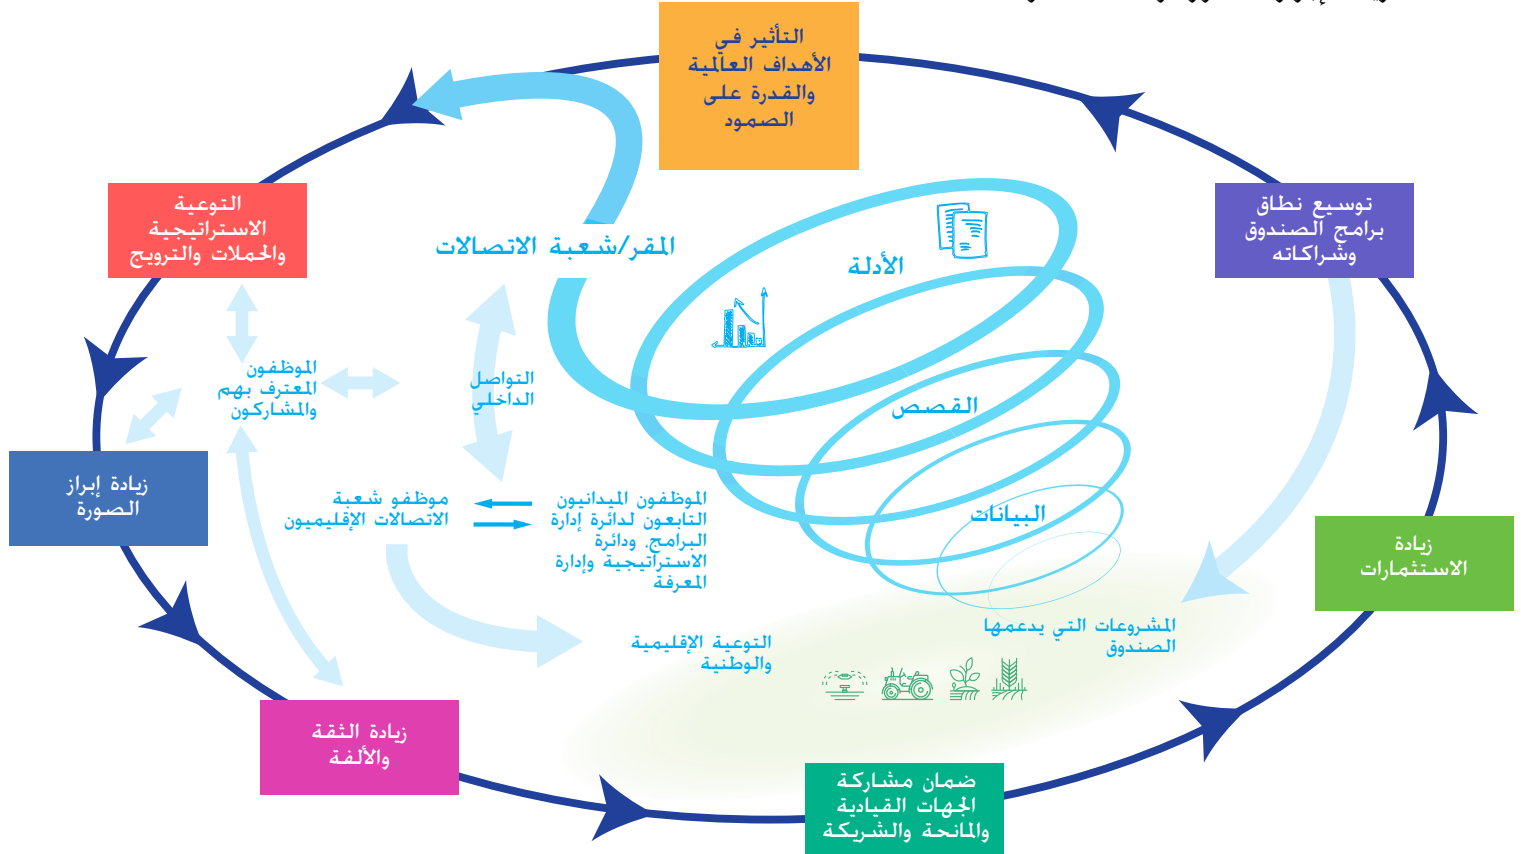 التأثير في
الأهداف العالمية
والقدرة على
الصمود
التوعية
الاستراتيجية
والحملات والترويج
توسيع نطاق
برامج الصندوق
وشراكاته
المقر/شعبة الاتصالات
الأدلة
الموظفون
المعترف بهم
والمشاركون
التواصل
الداخلي
القصص
زيادة إبراز
الصورة
موظفو شعبة
الاتصالات الإقليميون
الموظفون الميدانيون
التابعون لدائرة إدارة
البرامج، ودائرة
الاستراتيجية وإدارة
المعرفة
البيانات
زيادة
الاستثمارات
المشروعات التي يدعمها
الصندوق
التوعية الإقليمية
والوطنية
زيادة الثقة
والألفة
ضمان مشاركة
الجهات القيادية
والمانحة والشريكة